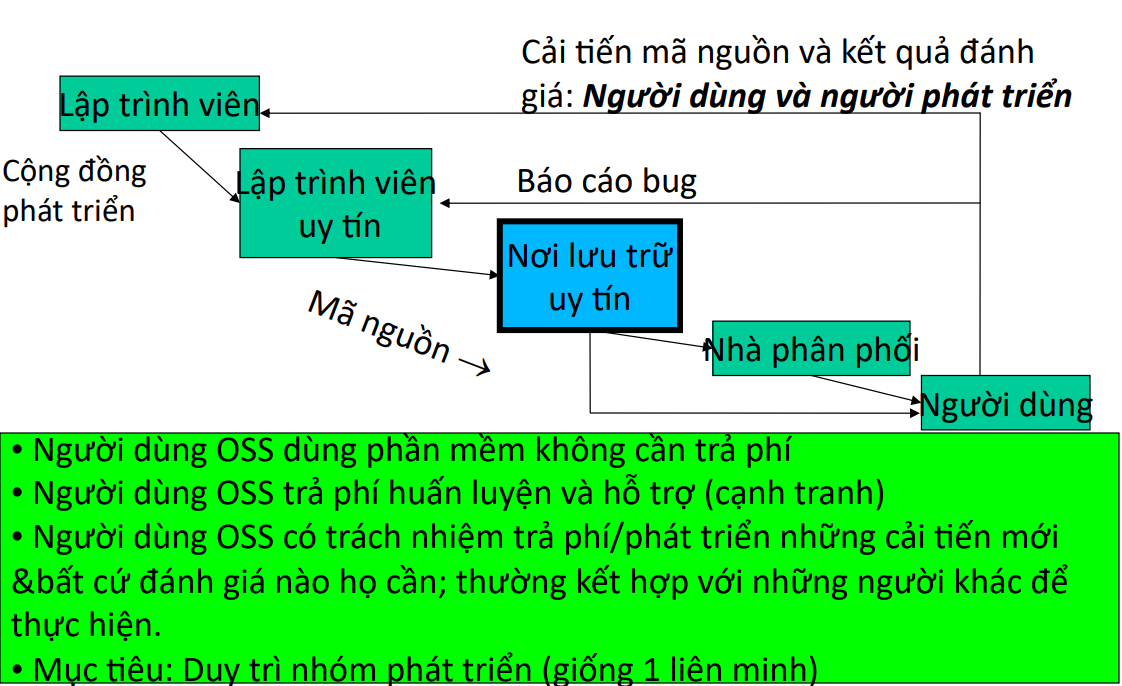 Cải tiến mã nguồn và kết quả đánh
giá: Người dùng và người phát triển
Lập trình viên
Cộng đồng
phát triển
Lập trình viên
uy tín
Báo cáo bug
Nơi lưu trữ
uy tín
Mã nguồn →
Nhà phân phối
Người dùng
• Người dùng OSS dùng phần mềm không cần trả phí
• Người dùng OSS trả phí huấn luyện và hỗ trợ (cạnh tranh)
• Người dùng OSS có trách nhiệm trả phí/phát triển những cải tiến mới
&bất cứ đánh giá nào họ cần; thường kết hợp với những người khác để
thực hiện.
• Mục tiêu: Duy trì nhóm phát triển (giống 1 liên minh)